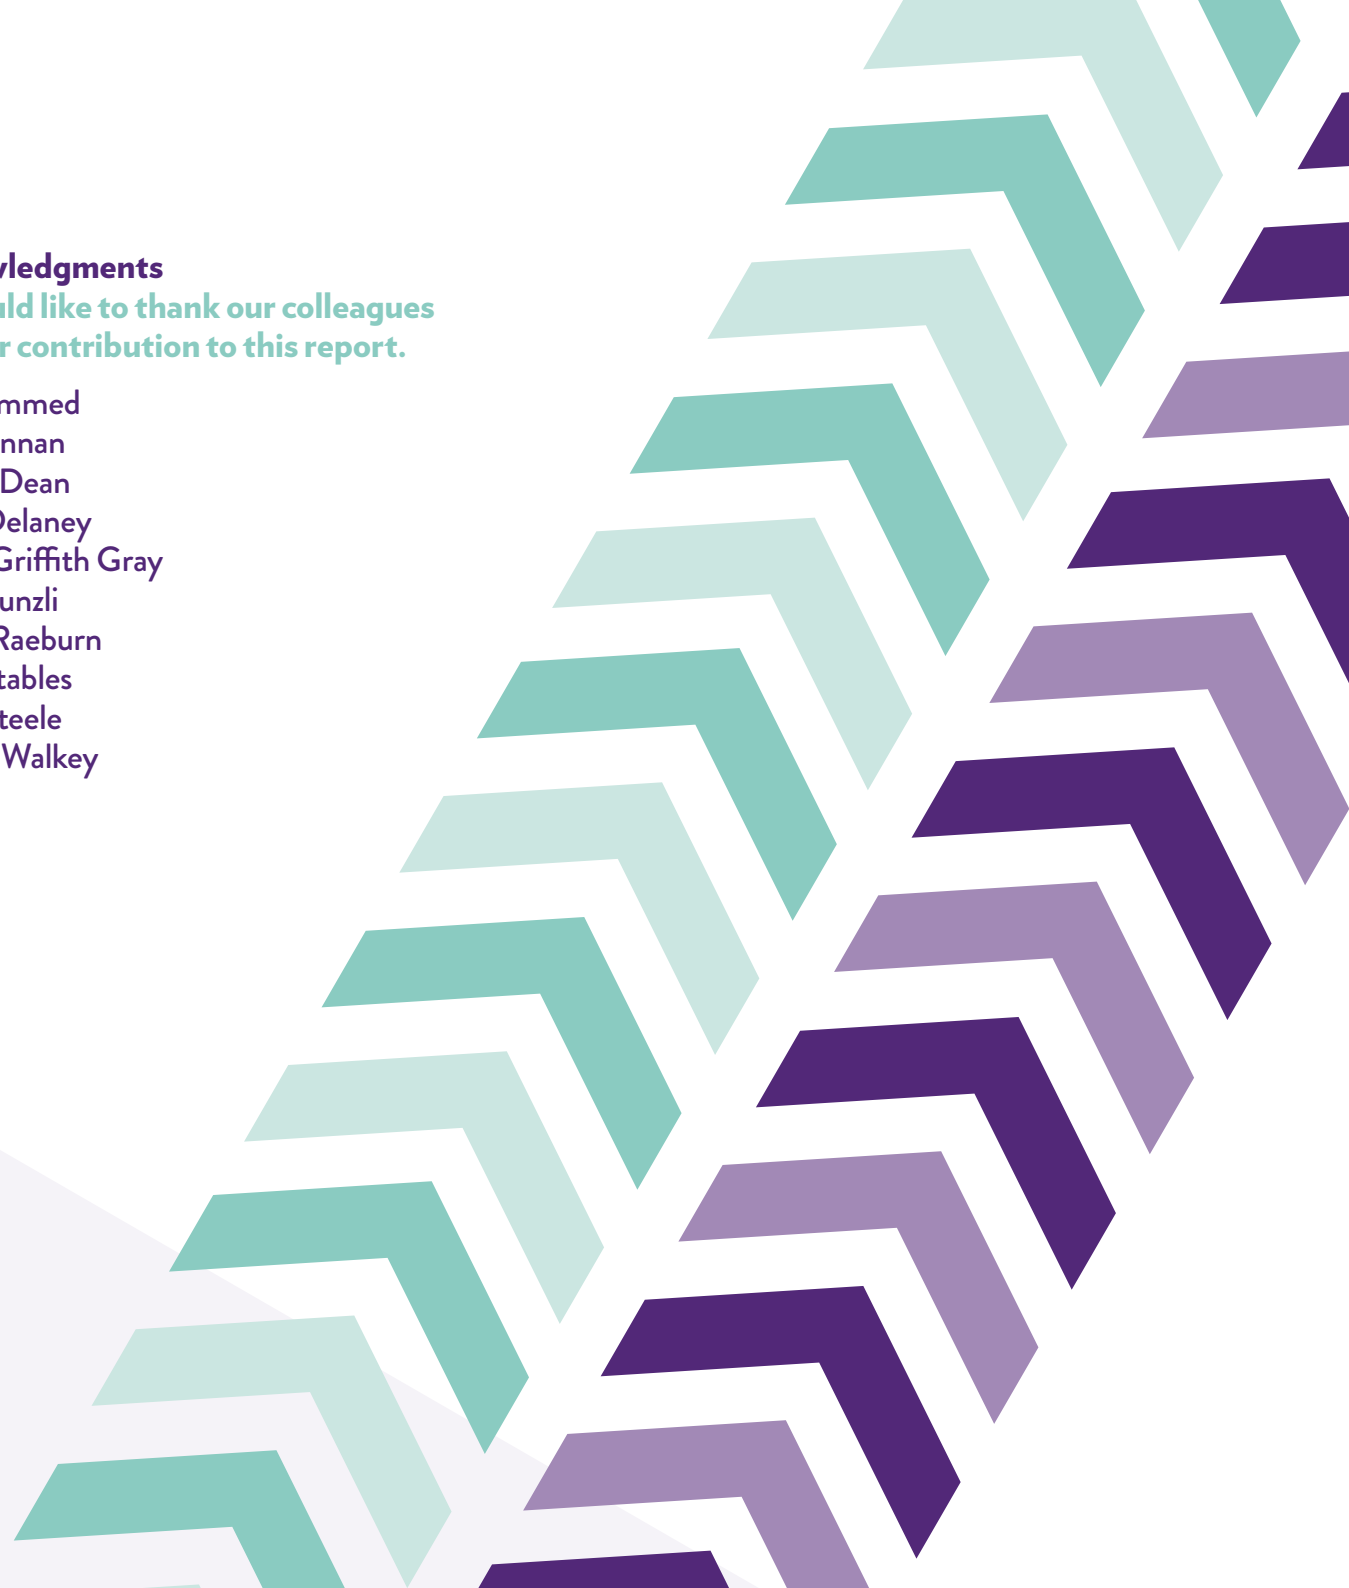 wledgments
uld like to thank our colleagues
r contribution to this report.
mmed
nnan
Dean
Delaney
Griffith Gray
unzli
Raeburn
tables
teele
Walkey